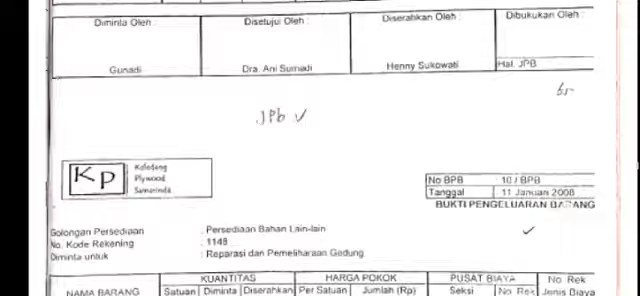 Diminta Oleh : Disetujui Oleh : Diserahkan Oleh : Dibukukan Oleh :
Gunadi Dra. Ani Sumadi Henny Sukowati Hal. JPB
JPb ✓
KP Kaledang
Plywood
Samarinda
No BPB 10 / BPB
Tanggal 11 Januari 2008
BUKTI PENGELUARAN BARANG
Golongan Persediaan : Persediaan Bahan Lain-lain
No. Kode Rekening : 1148
Diminta untuk : Reparasi dan Pemeliharaan Gedung
KUANTITAS HARGA POKOK PUSAT BIAYA No. Rek
NAMA BARANG Satuan Diminta Diserahkan Per Satuan Jumlah (Rp) Seksi No. Rek Jenis Biaya